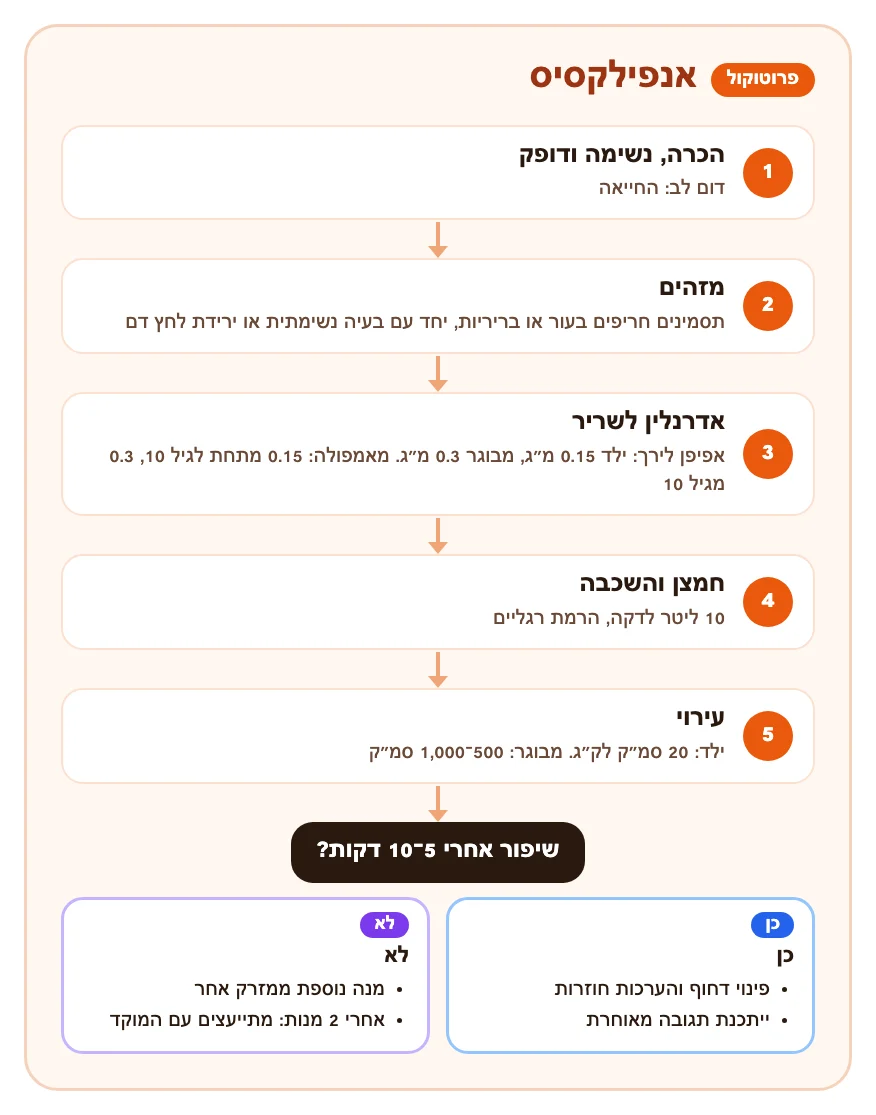 פרוטוקול אנפילקסיס
1
הכרה, נשימה ודופק
דום לב: החייאה
2
מזהים
תסמינים חריפים בעור או בריריות, יחד עם בעיה נשימתית או ירידת לחץ דם
3
אדרנלין לשריר
אפיפן לירך: ילד 0.15 מ״ג, מבוגר 0.3 מ״ג. מאמפולה: 0.15 מתחת לגיל 10, 0.3
מגיל 10
4
חמצן והשכבה
10 ליטר לדקה, הרמת רגליים
5
עירוי
ילד: 20 סמ״ק לק״ג. מבוגר: 500־1,000 סמ״ק
שיפור אחרי 5־10 דקות?
כן
כן
• פינוי דחוף והערכות חוזרות
• ייתכנת תגובה מאוחרת
לא
לא
• מנה נוספת ממזרק אחר
• אחרי 2 מנות: מתייעצים עם המוקד